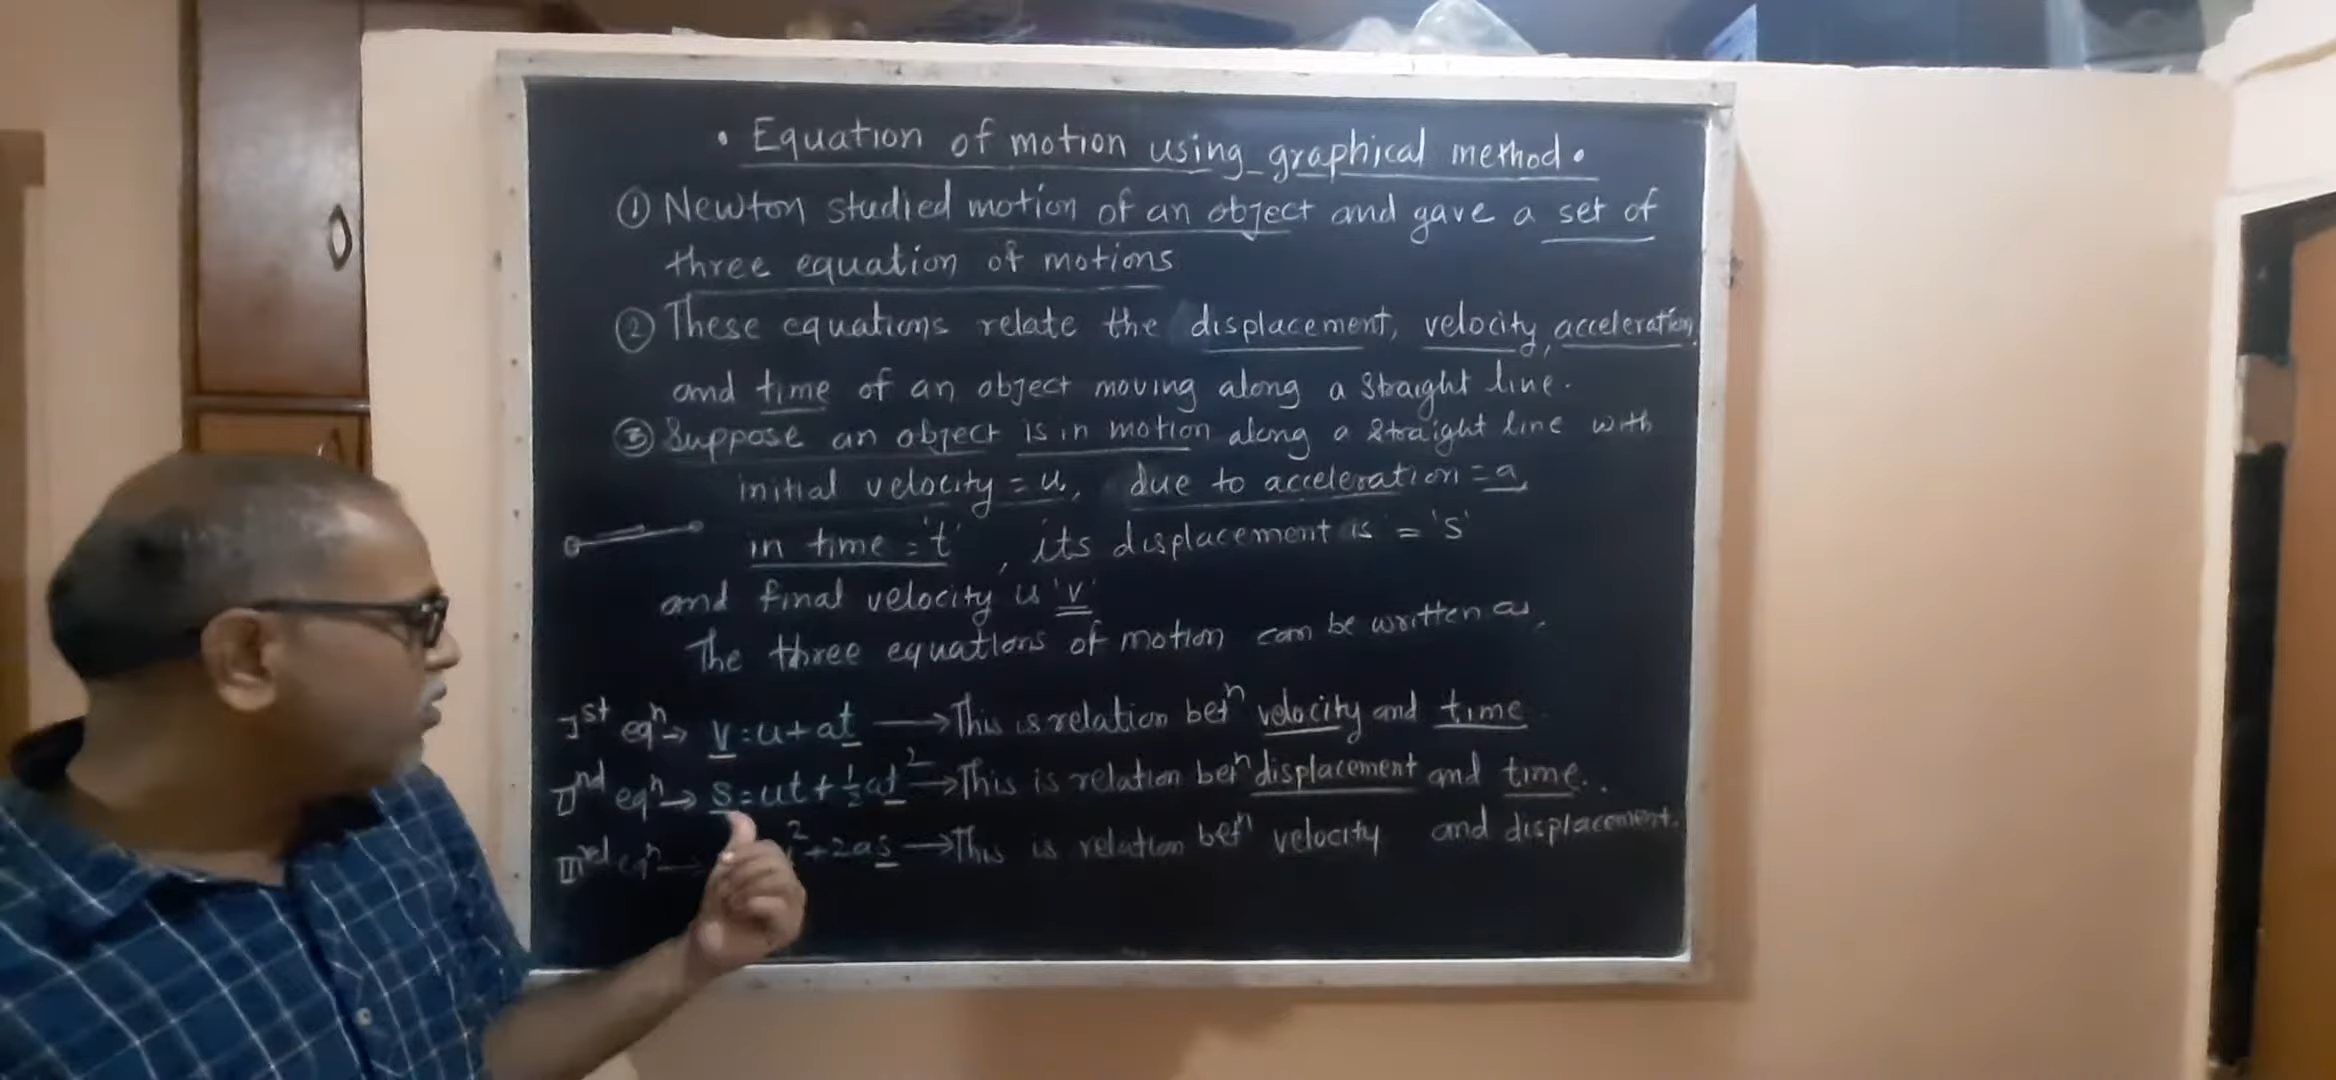 • Equation of motion using graphical method •
① Newton studied motion of an object and gave a set of
three equation of motions
② These equations relate the displacement, velocity, acceleration,
and time of an object moving along a straight line.
③ Suppose an object is in motion along a straight line with
initial velocity = u, due to acceleration = a,
in time = 't', its displacement is = 's'
and final velocity is 'v'
The three equations of motion can be written as,
Iˢᵗ eqⁿ → v = u + at → This is relation betⁿ velocity and time
IIⁿᵈ eqⁿ → s = ut + ½at² → This is relation betⁿ displacement and time.
IIIʳᵈ eqⁿ → ² + 2as → This is relation betⁿ velocity and displacement.